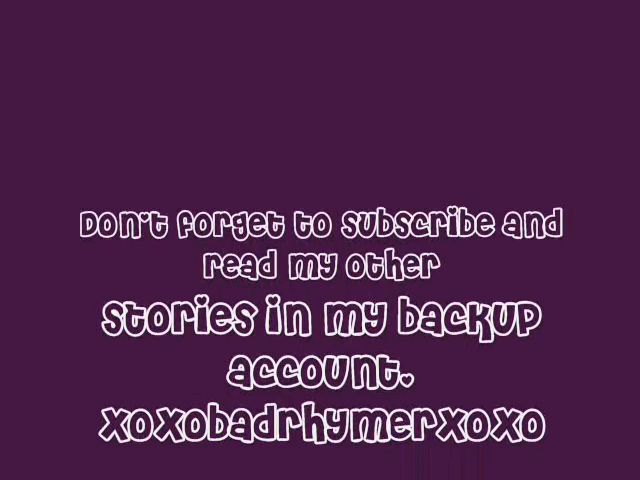 Don't forget to subscribe and
read my other
stories in my backup
account.
xoxobadrhymerxoxo